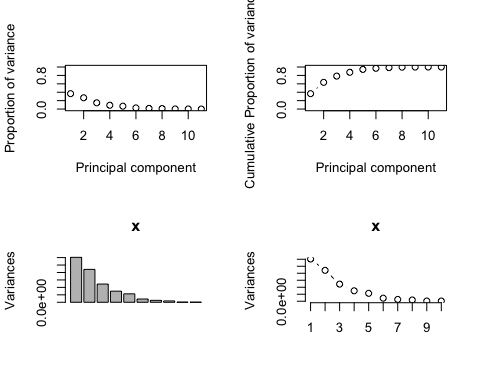 Proportion of variance
0.0 0.8
2 4 6 8 10
Principal component
Cumulative Proportion of varianc
0.0 0.8
2 4 6 8 10
Principal component
x
Variances
0.0e+00
x
Variances
0.0e+00
1 3 5 7 9